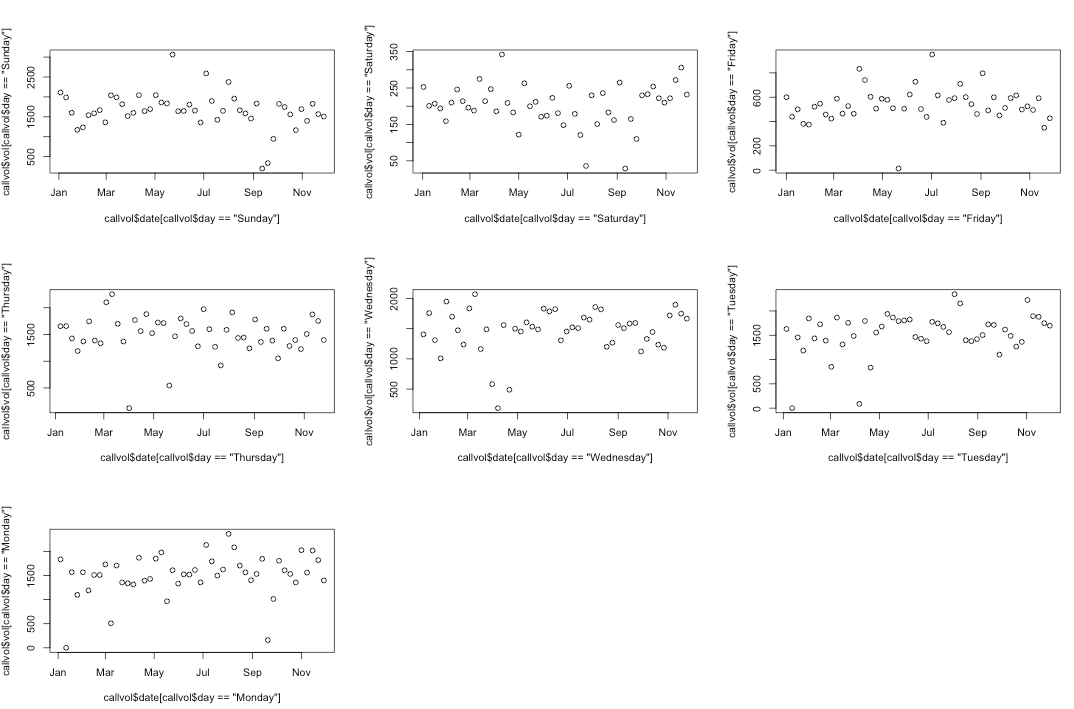 callvol$vol[callvol$day == "Sunday"]
2500
1500
500
Jan Mar May Jul Sep Nov
callvol$date[callvol$day == "Sunday"]
callvol$vol[callvol$day == "Saturday"]
350
250
150
50
Jan Mar May Jul Sep Nov
callvol$date[callvol$day == "Saturday"]
callvol$vol[callvol$day == "Friday"]
600
200
0
Jan Mar May Jul Sep Nov
callvol$date[callvol$day == "Friday"]
callvol$vol[callvol$day == "Thursday"]
1500
500
Jan Mar May Jul Sep Nov
callvol$date[callvol$day == "Thursday"]
callvol$vol[callvol$day == "Wednesday"]
2000
1000
500
Jan Mar May Jul Sep Nov
callvol$date[callvol$day == "Wednesday"]
callvol$vol[callvol$day == "Tuesday"]
1500
500
0
Jan Mar May Jul Sep Nov
callvol$date[callvol$day == "Tuesday"]
callvol$vol[callvol$day == "Monday"]
1500
500
0
Jan Mar May Jul Sep Nov
callvol$date[callvol$day == "Monday"]